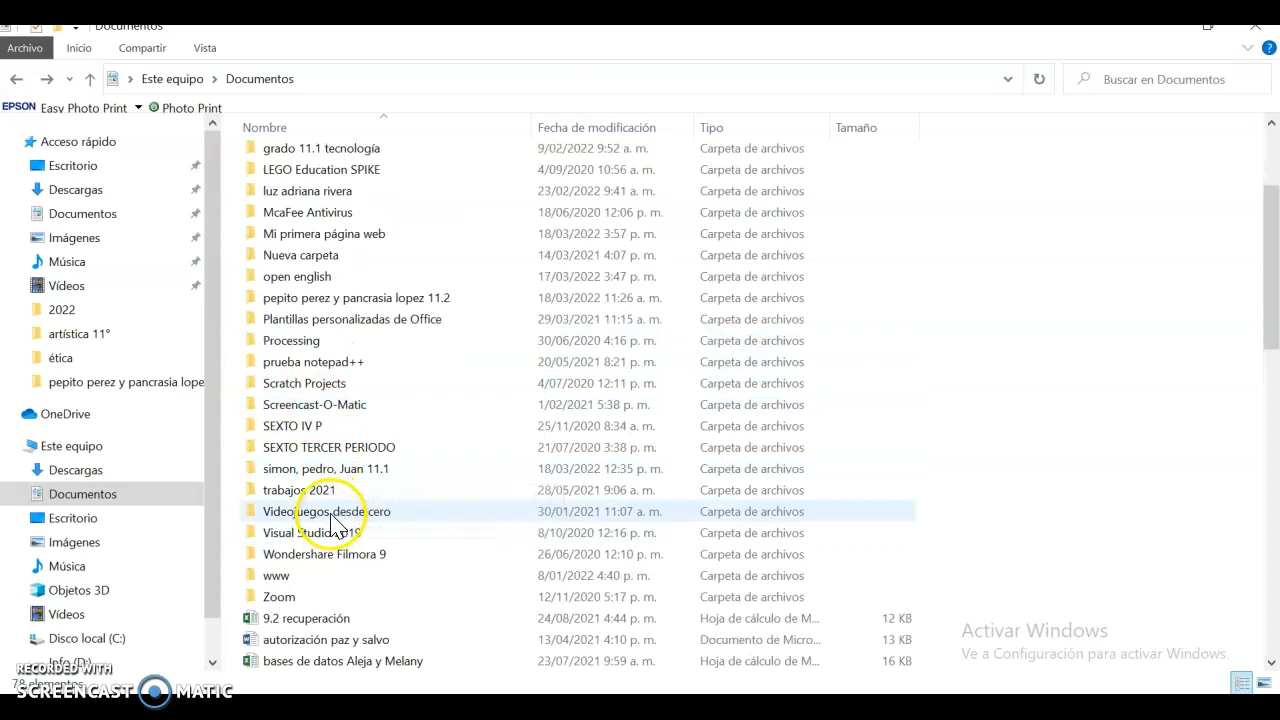 Documentos
Archivo Inicio Compartir Vista
Este equipo Documentos Buscar en Documentos
EPSON Easy Photo Print Photo Print
Acceso rápido
Escritorio
Descargas
Documentos
Imágenes
Música
Vídeos
2022
artística 11°
ética
pepito perez y pancrasia lope
OneDrive
Este equipo
Descargas
Documentos
Escritorio
Imágenes
Música
Objetos 3D
Vídeos
Disco local (C:)
Info (D:)
78 elementos
Nombre Fecha de modificación Tipo Tamaño
grado 11.1 tecnología 9/02/2022 9:52 a. m. Carpeta de archivos
LEGO Education SPIKE 4/09/2020 10:56 a. m. Carpeta de archivos
luz adriana rivera 23/02/2022 9:41 a. m. Carpeta de archivos
McAfee Antivirus 18/06/2020 12:06 p. m. Carpeta de archivos
Mi primera página web 18/03/2022 3:57 p. m. Carpeta de archivos
Nueva carpeta 14/03/2021 4:07 p. m. Carpeta de archivos
open english 17/03/2022 3:47 p. m. Carpeta de archivos
pepito perez y pancrasia lopez 11.2 18/03/2022 11:26 a. m. Carpeta de archivos
Plantillas personalizadas de Office 29/03/2021 11:15 a. m. Carpeta de archivos
Processing 30/06/2020 4:16 p. m. Carpeta de archivos
prueba notepad++ 20/05/2021 8:21 p. m. Carpeta de archivos
Scratch Projects 4/07/2020 12:11 p. m. Carpeta de archivos
Screencast-O-Matic 1/02/2021 5:38 p. m. Carpeta de archivos
SEXTO IV P 25/11/2020 8:34 a. m. Carpeta de archivos
SEXTO TERCER PERIODO 21/07/2020 3:38 p. m. Carpeta de archivos
simon, pedro, Juan 11.1 18/03/2022 12:35 p. m. Carpeta de archivos
trabajos 2021 28/05/2021 9:06 a. m. Carpeta de archivos
Videojuegos desde cero 30/01/2021 11:07 a. m. Carpeta de archivos
Visual Studio 2019 8/10/2020 12:16 p. m. Carpeta de archivos
Wondershare Filmora 9 26/06/2020 12:10 p. m. Carpeta de archivos
www 8/01/2022 4:40 p. m. Carpeta de archivos
Zoom 12/11/2020 5:17 p. m. Carpeta de archivos
9.2 recuperación 24/08/2021 4:44 p. m. Hoja de cálculo de M... 12 KB
autorización paz y salvo 13/04/2021 4:10 p. m. Documento de Micro... 13 KB
bases de datos Aleja y Melany 23/07/2021 9:59 a. m. Hoja de cálculo de M... 16 KB
Activar Windows
Ve a Configuración para activar Windows.
RECORDED WITH
SCREENCAST MATIC